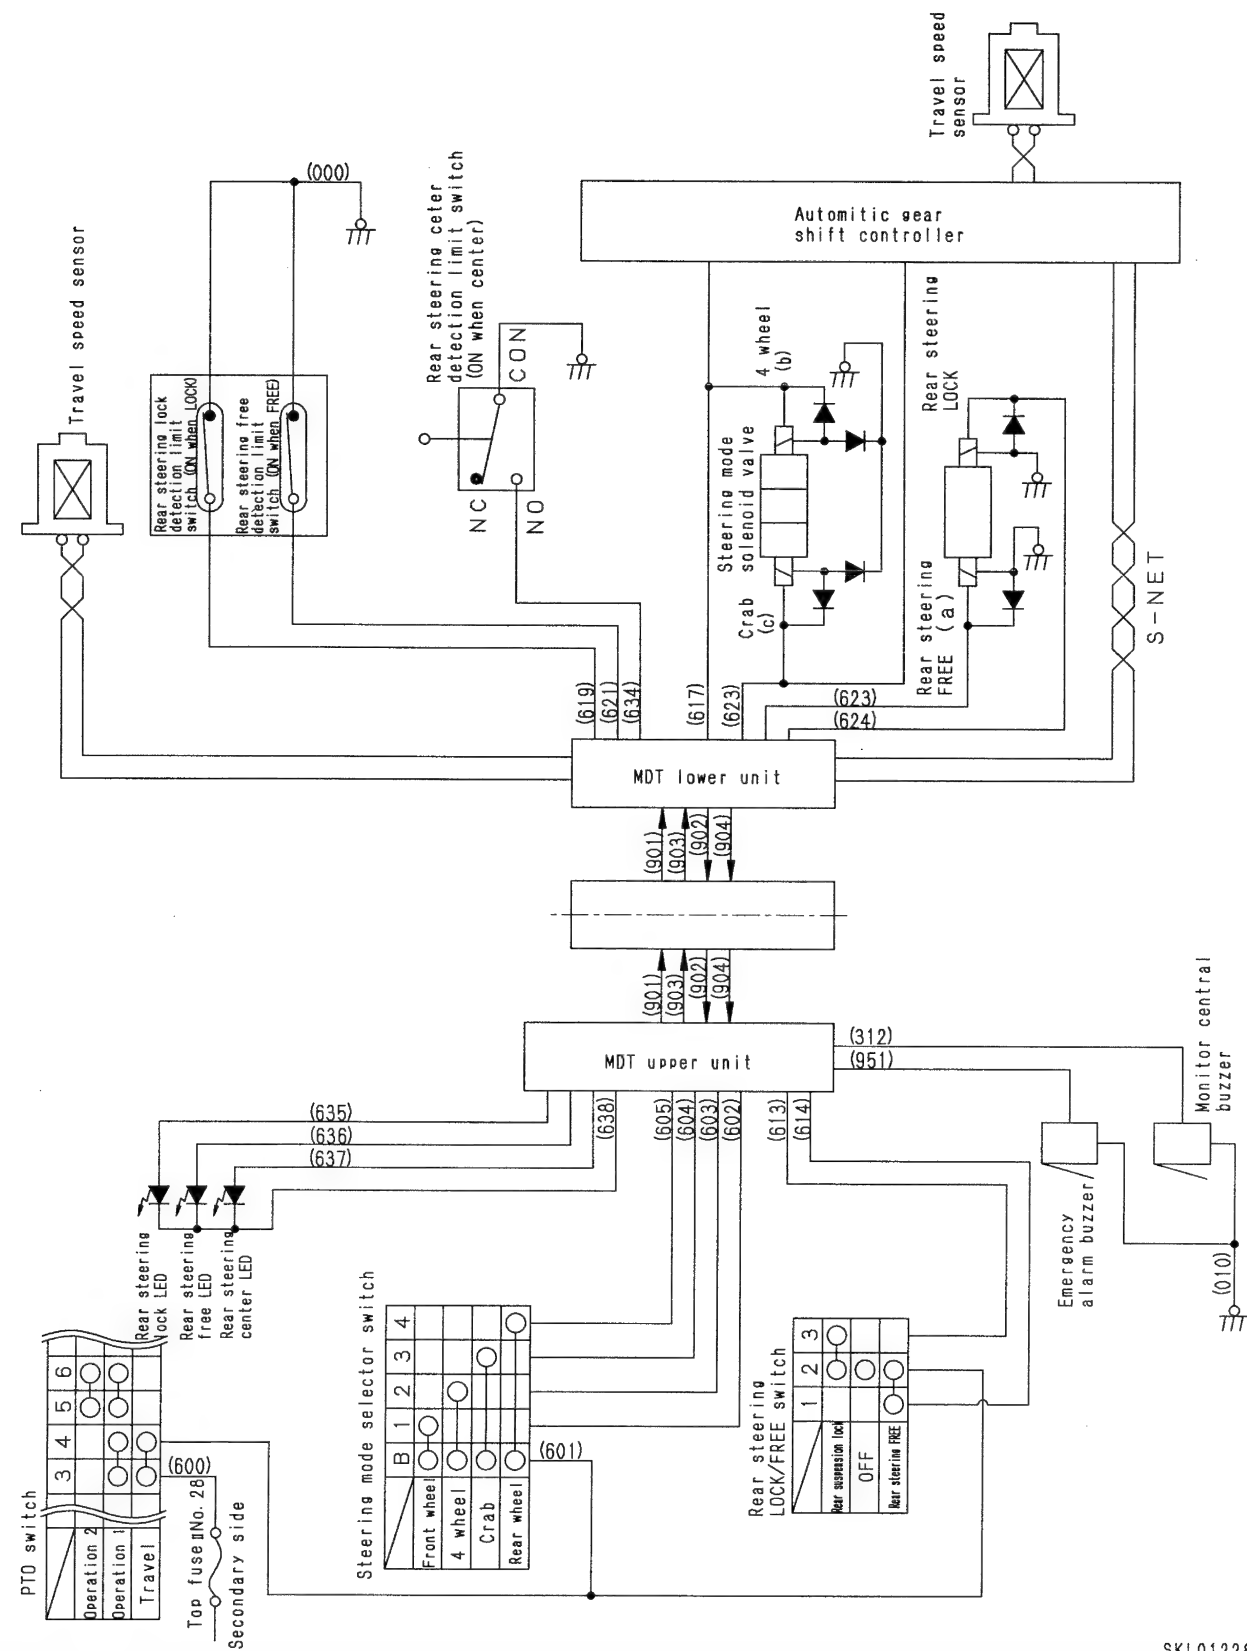 Travel speed sensor
Rear steering lock
detection limit
switch (ON when LOCK)
Rear steering free
detection limit
switch (ON when FREE)
(000)
Rear steering ceter
detection limit switch
(ON when center)
NC
NO
CON
Travel speed
sensor
Automitic gear
shift controller
4 wheel
(b)
Steering mode
solenoid valve
Crab
(c)
Rear steering
LOCK
Rear steering
FREE (a)
S-NET
(619)
(621)
(634)
(617)
(623)
(623)
(624)
MDT lower unit
(901)
(903)
(902)
(904)
(901)
(903)
(902)
(904)
MDT upper unit
(635)
(636)
(637)
(638)
(605)
(604)
(603)
(602)
(613)
(614)
(312)
(951)
Rear steering
lock LED
Rear steering
free LED
Rear steering
center LED
PTO switch
3 4 5 6
Operation 2
Operation 1
Travel
(600)
Top fuse No. 28
Secondary side
Steering mode selector switch
B 1 2 3 4
Front wheel
4 wheel
Crab
Rear wheel
(601)
Rear steering
LOCK/FREE switch
1 2 3
Rear suspension lock
OFF
Rear steering FREE
Emergency
alarm buzzer
Monitor central
buzzer
(010)